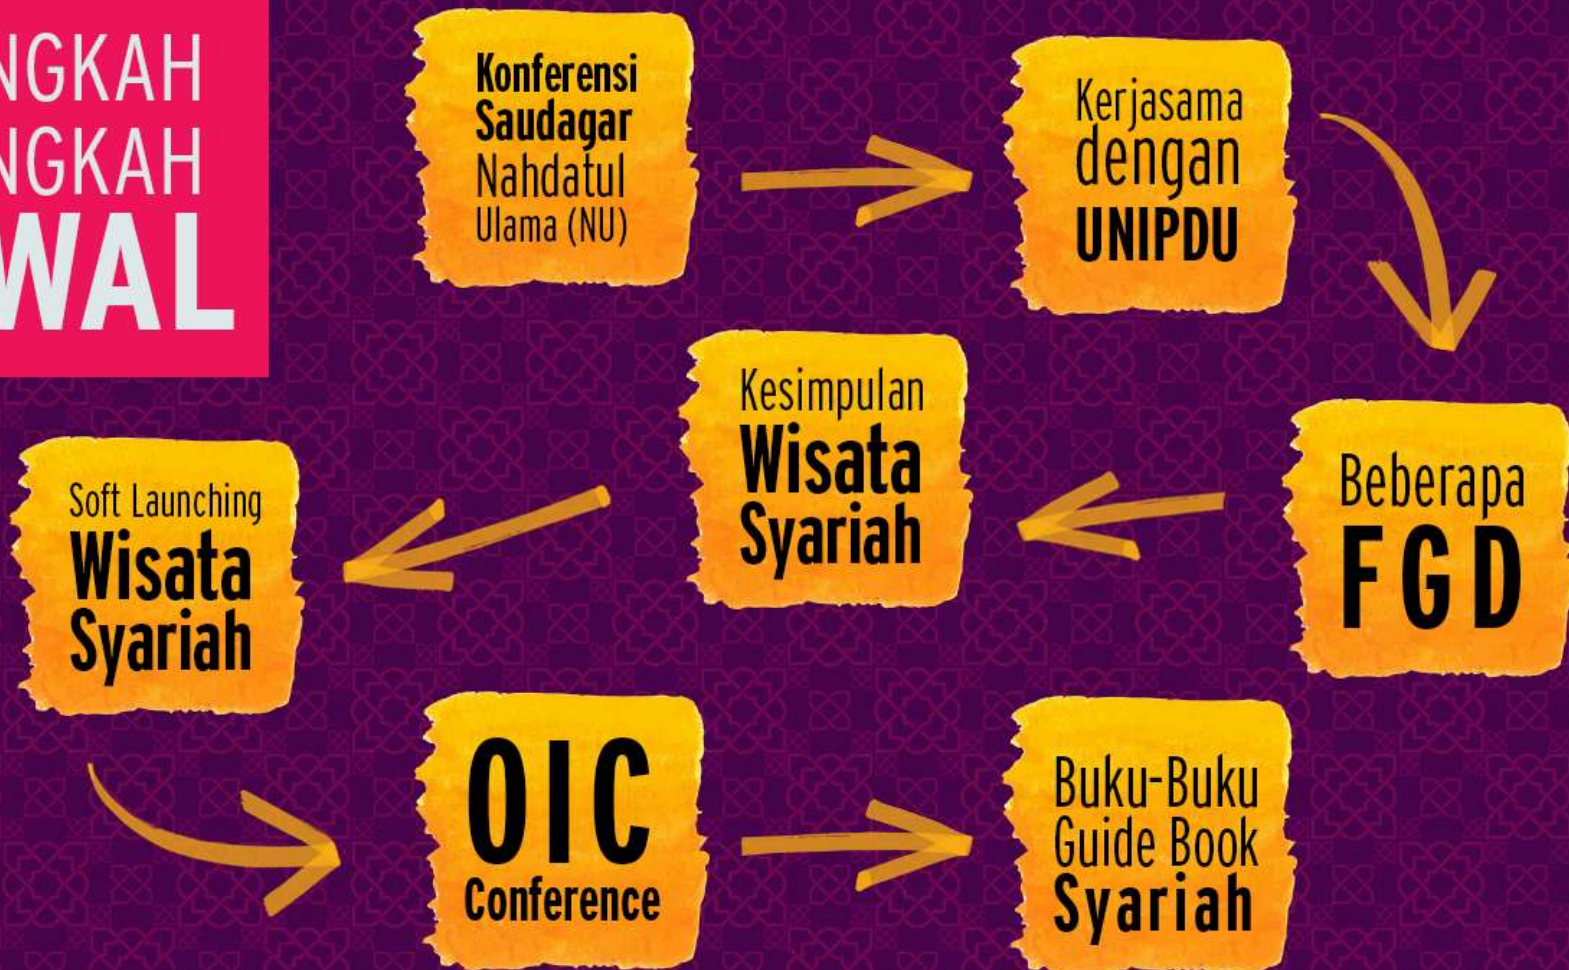 NGKAH
NGKAH
WAL
Konferensi
Saudagar
Nahdatul
Ulama (NU)
Kerjasama
dengan
UNIPDU
Beberapa
FGD
Kesimpulan
Wisata
Syariah
Soft Launching
Wisata
Syariah
OIC
Conference
Buku-Buku
Guide Book
Syariah